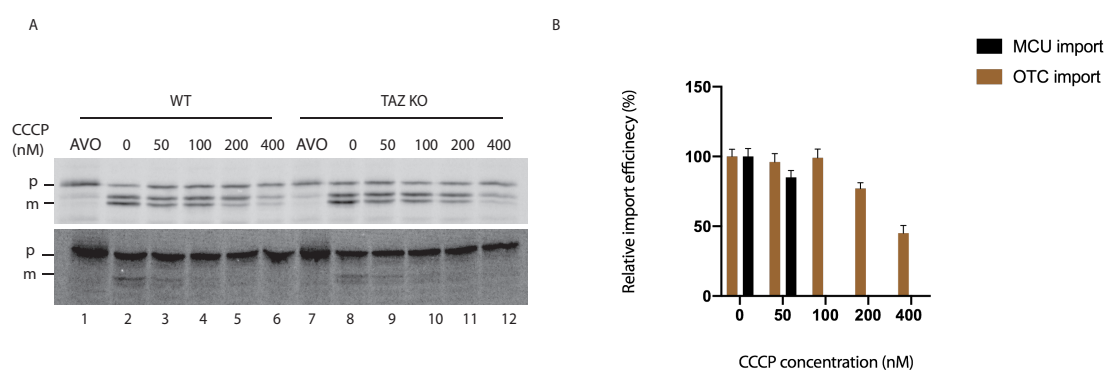 A
WT TAZ KO
CCCP
(nM)
AVO 0 50 100 200 400 AVO 0 50 100 200 400
p
m
p
m
1 2 3 4 5 6 7 8 9 10 11 12
B
MCU import
OTC import
Relative import efficinecy (%)
150
100
50
0
0 50 100 200 400
CCCP concentration (nM)